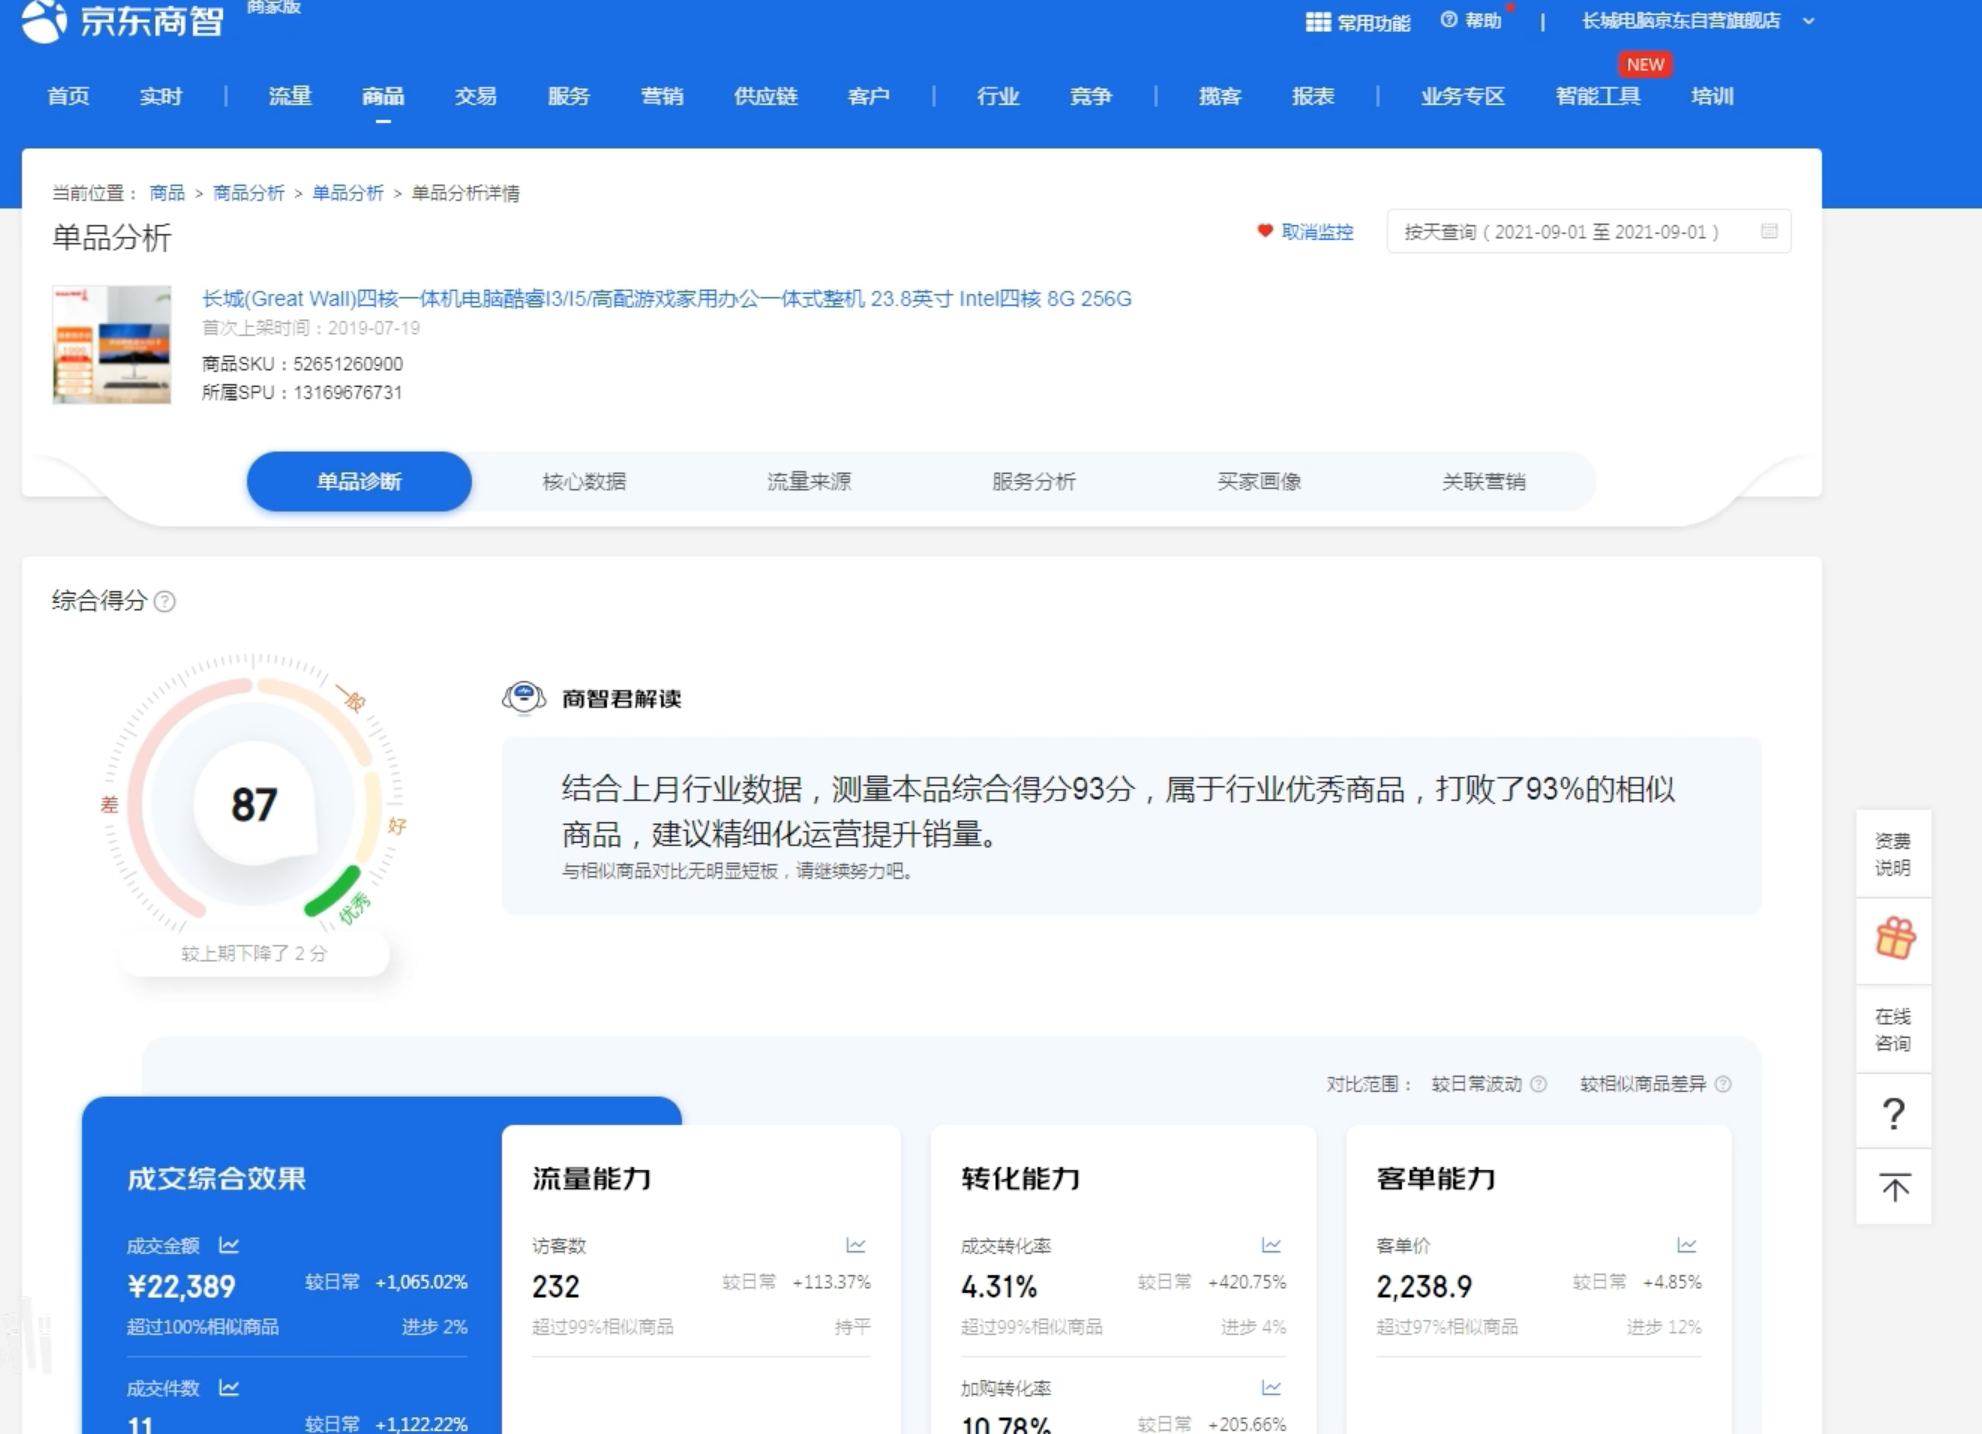 京东商智 商家版
常用功能 帮助 | 长城电脑京东自营旗舰店
NEW
首页 实时 | 流量 商品 交易 服务 营销 供应链 客户 | 行业 竞争 | 揽客 报表 | 业务专区 智能工具 培训
当前位置： 商品 > 商品分析 > 单品分析 > 单品分析详情
单品分析
取消监控
按天查询（2021-09-01 至 2021-09-01）
长城(Great Wall)四核一体机电脑酷睿I3/I5/高配游戏家用办公一体式整机 23.8英寸 Intel四核 8G 256G
首次上架时间：2019-07-19
商品SKU：52651260900
所属SPU：13169676731
单品诊断 核心数据 流量来源 服务分析 买家画像 关联营销
综合得分 ?
一般
差
87
好
优秀
较上期下降了 2 分
商智君解读
结合上月行业数据，测量本品综合得分93分，属于行业优秀商品，打败了93%的相似
商品，建议精细化运营提升销量。
与相似商品对比无明显短板，请继续努力吧。
资费
说明
在线
咨询
?
对比范围： 较日常波动 ? 较相似商品差异 ?
成交综合效果
成交金额
¥22,389 较日常 +1,065.02%
超过100%相似商品 进步 2%
成交件数
11 较日常 +1,122.22%
流量能力
访客数
232 较日常 +113.37%
超过99%相似商品 持平
转化能力
成交转化率
4.31% 较日常 +420.75%
超过99%相似商品 进步 4%
加购转化率
10.78% 较日常 +205.66%
客单能力
客单价
2,238.9 较日常 +4.85%
超过97%相似商品 进步 12%